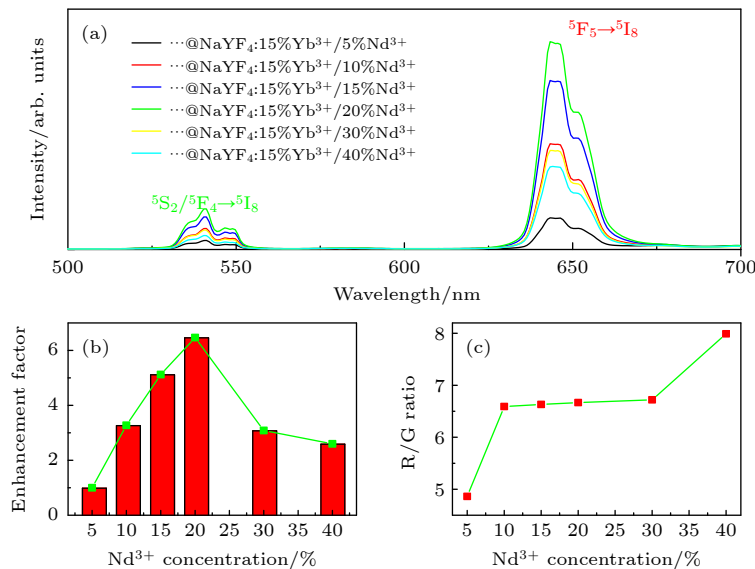 (a)
⁵F₅→⁵I₈
···@NaYF₄:15%Yb³⁺/5%Nd³⁺
···@NaYF₄:15%Yb³⁺/10%Nd³⁺
···@NaYF₄:15%Yb³⁺/15%Nd³⁺
···@NaYF₄:15%Yb³⁺/20%Nd³⁺
···@NaYF₄:15%Yb³⁺/30%Nd³⁺
···@NaYF₄:15%Yb³⁺/40%Nd³⁺
⁵S₂/⁵F₄→⁵I₈
Intensity/arb. units
500 550 600 650 700
Wavelength/nm
(b)
Enhancement factor
6
4
2
0
5 10 15 20 25 30 35 40
Nd³⁺ concentration/%
(c)
R/G ratio
8
7
6
5
5 10 15 20 25 30 35 40
Nd³⁺ concentration/%